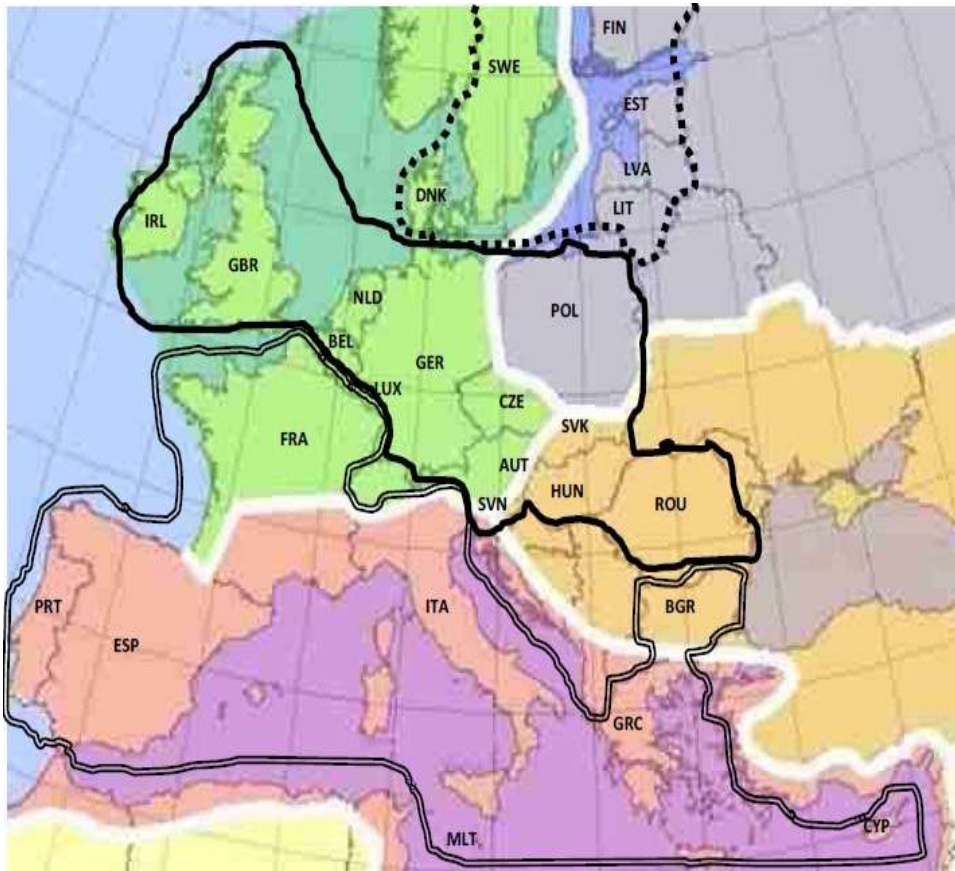 FIN
SWE
EST
LVA
DNK
LIT
IRL
GBR
NLD
POL
BEL
GER
LUX
CZE
FRA
SVK
AUT
HUN
SVN
ROU
PRT
ITA
BGR
ESP
GRC
CYP
MLT